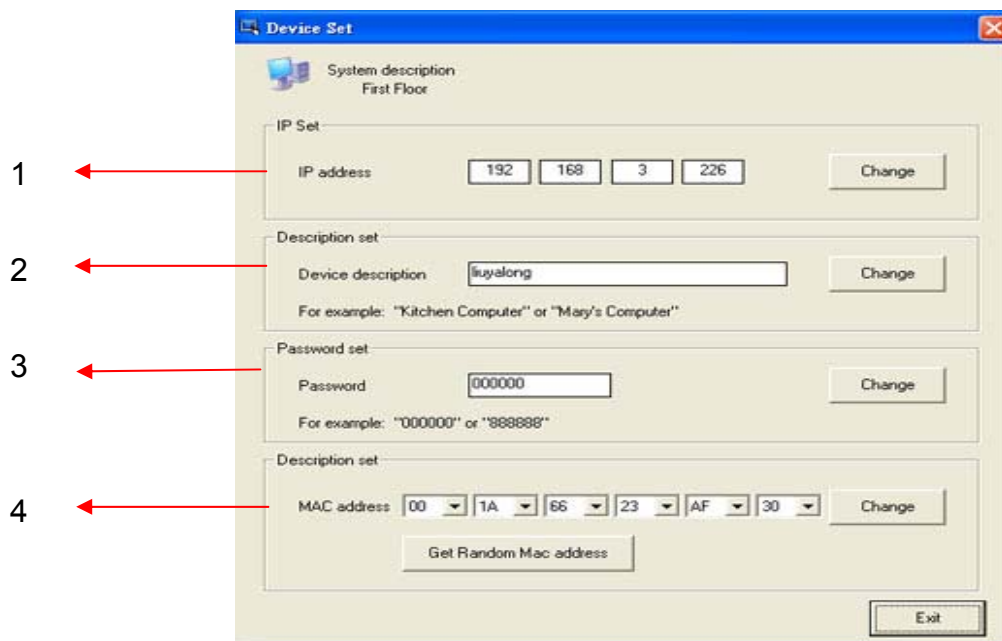 Device Set
System description
First Floor
IP Set
1
IP address 192 168 3 226 Change
Description set
2
Device description liuyalong Change
For example: "Kitchen Computer" or "Mary's Computer"
Password set
3
Password 000000 Change
For example: "000000" or "888888"
Description set
4
MAC address 00 1A 66 23 AF 30 Change
Get Random Mac address
Exit